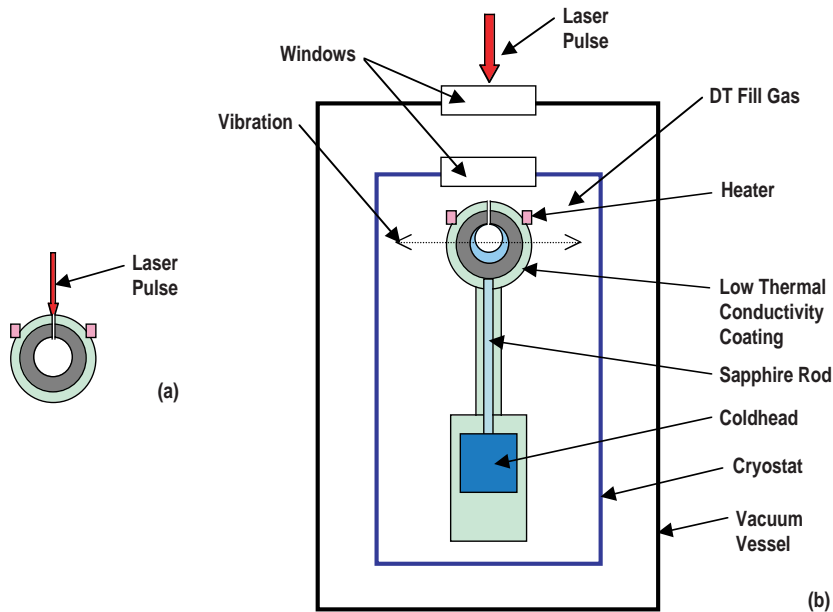 Laser
Pulse
(a)
Laser
Pulse
Windows
DT Fill Gas
Vibration
Heater
Low Thermal
Conductivity
Coating
Sapphire Rod
Coldhead
Cryostat
Vacuum
Vessel
(b)